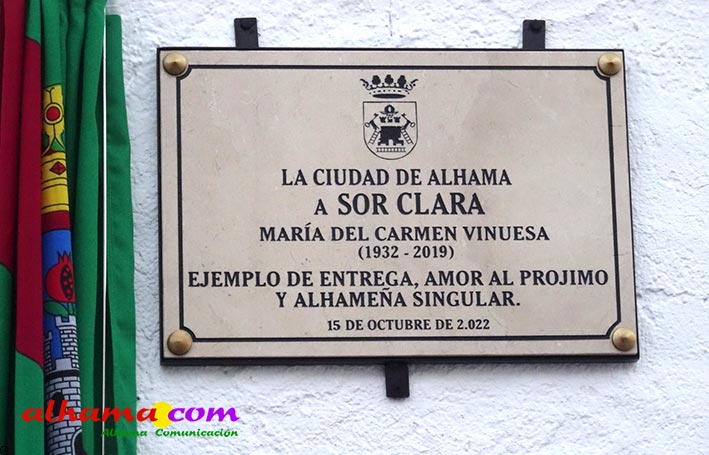 LA CIUDAD DE ALHAMA
A SOR CLARA
MARÍA DEL CARMEN VINUESA
(1932 - 2019)
EJEMPLO DE ENTREGA, AMOR AL PROJIMO
Y ALHAMEÑA SINGULAR.
15 DE OCTUBRE DE 2.022
alhama.com
Alhama Comunicación